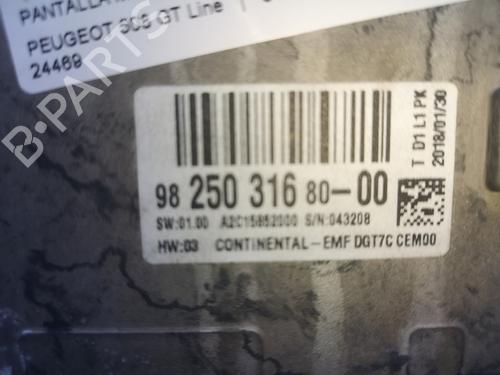 PEUGEOT 308 GT Line |
24469
B-PARTS
98 250 316 80-00
SW:01.00 A2C15852000 S/N:043208
HW:03 CONTINENTAL-EMF DGT7C CEM00
T D1 L1 PK
2018/01/30